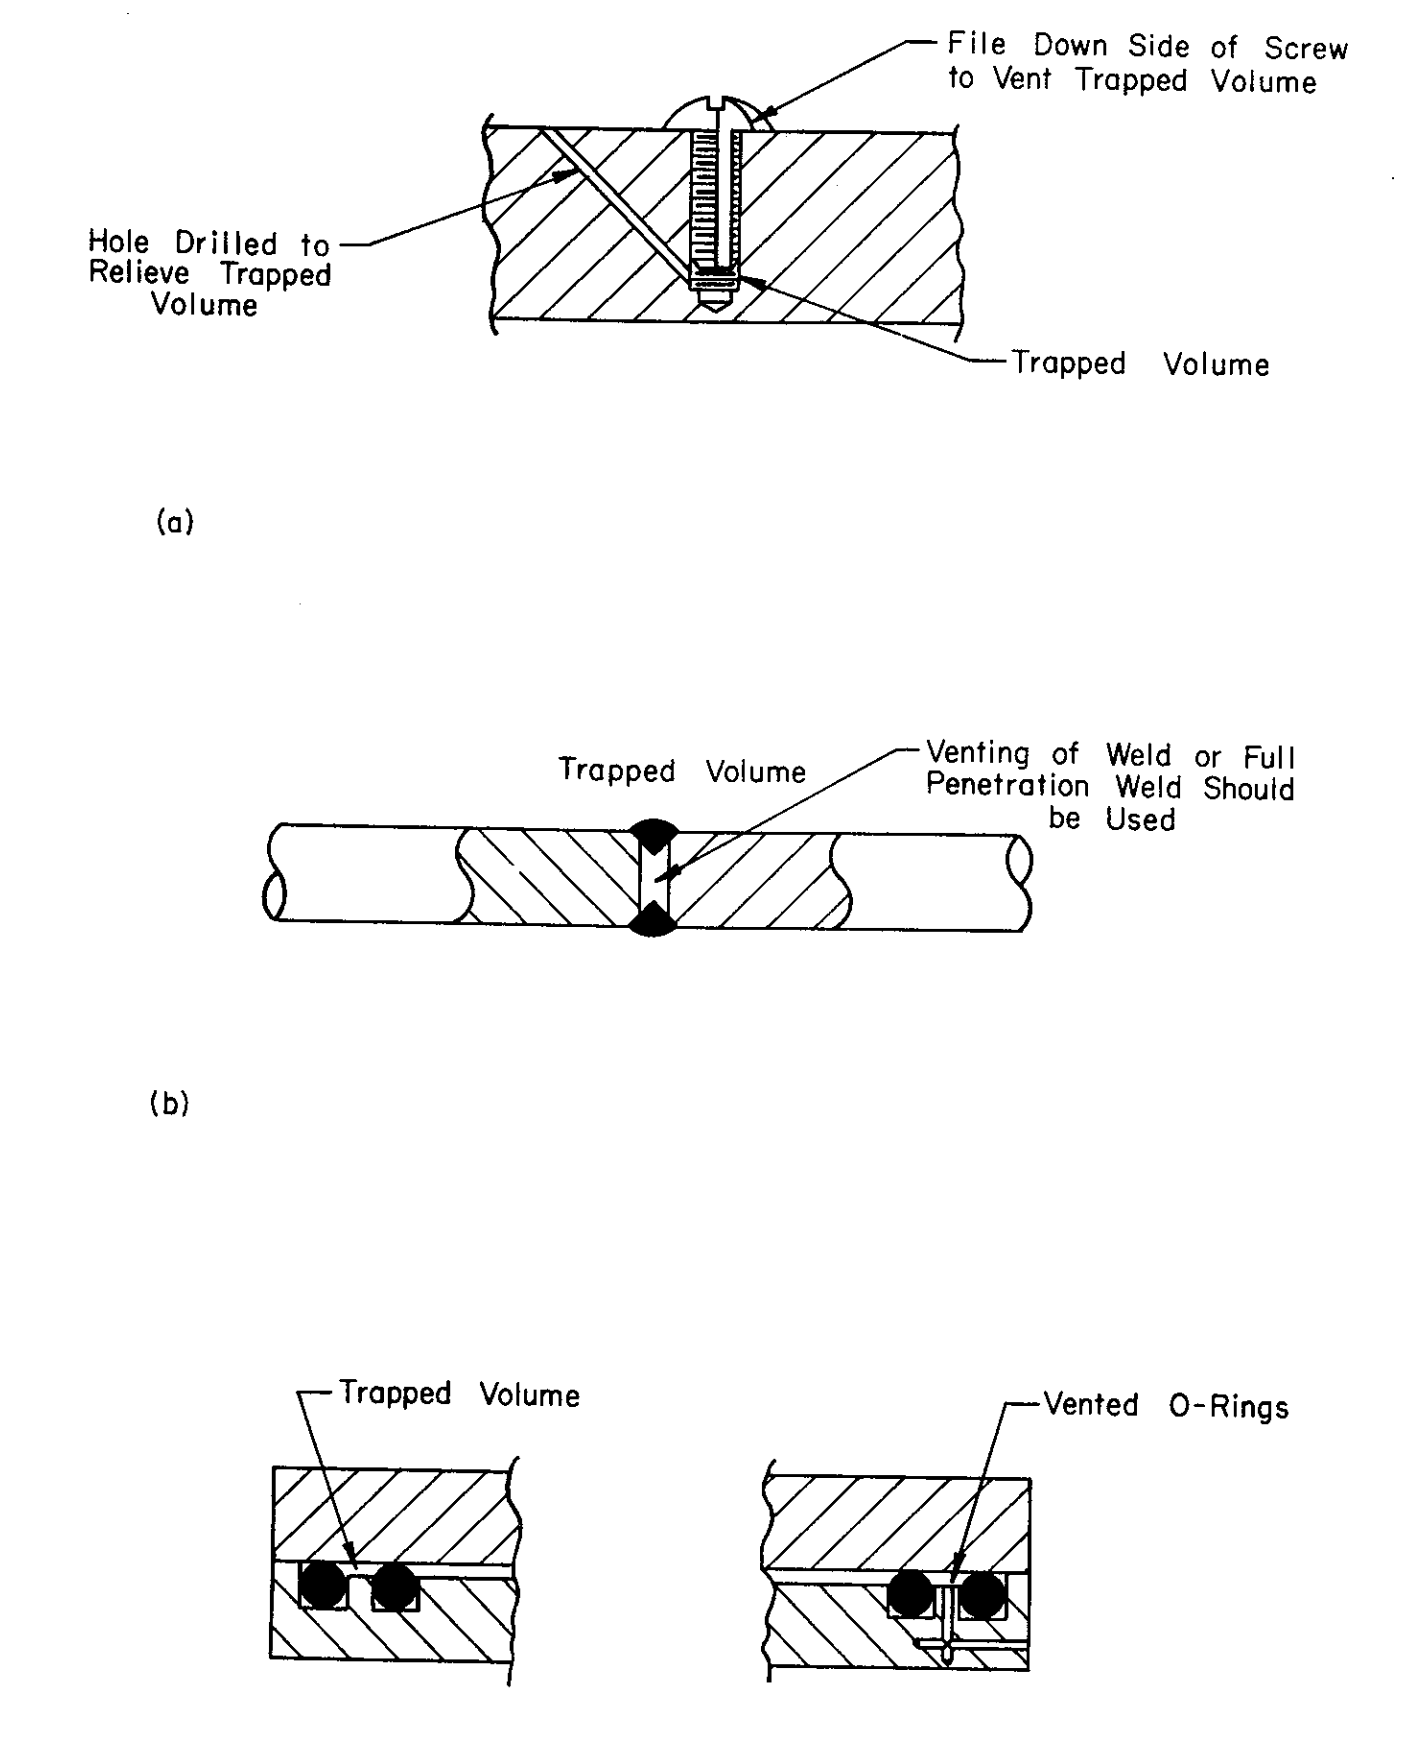 File Down Side of Screw
to Vent Trapped Volume
Hole Drilled to
Relieve Trapped
Volume
Trapped Volume
(a)
Trapped Volume
Venting of Weld or Full
Penetration Weld Should
be Used
(b)
Trapped Volume
Vented O-Rings